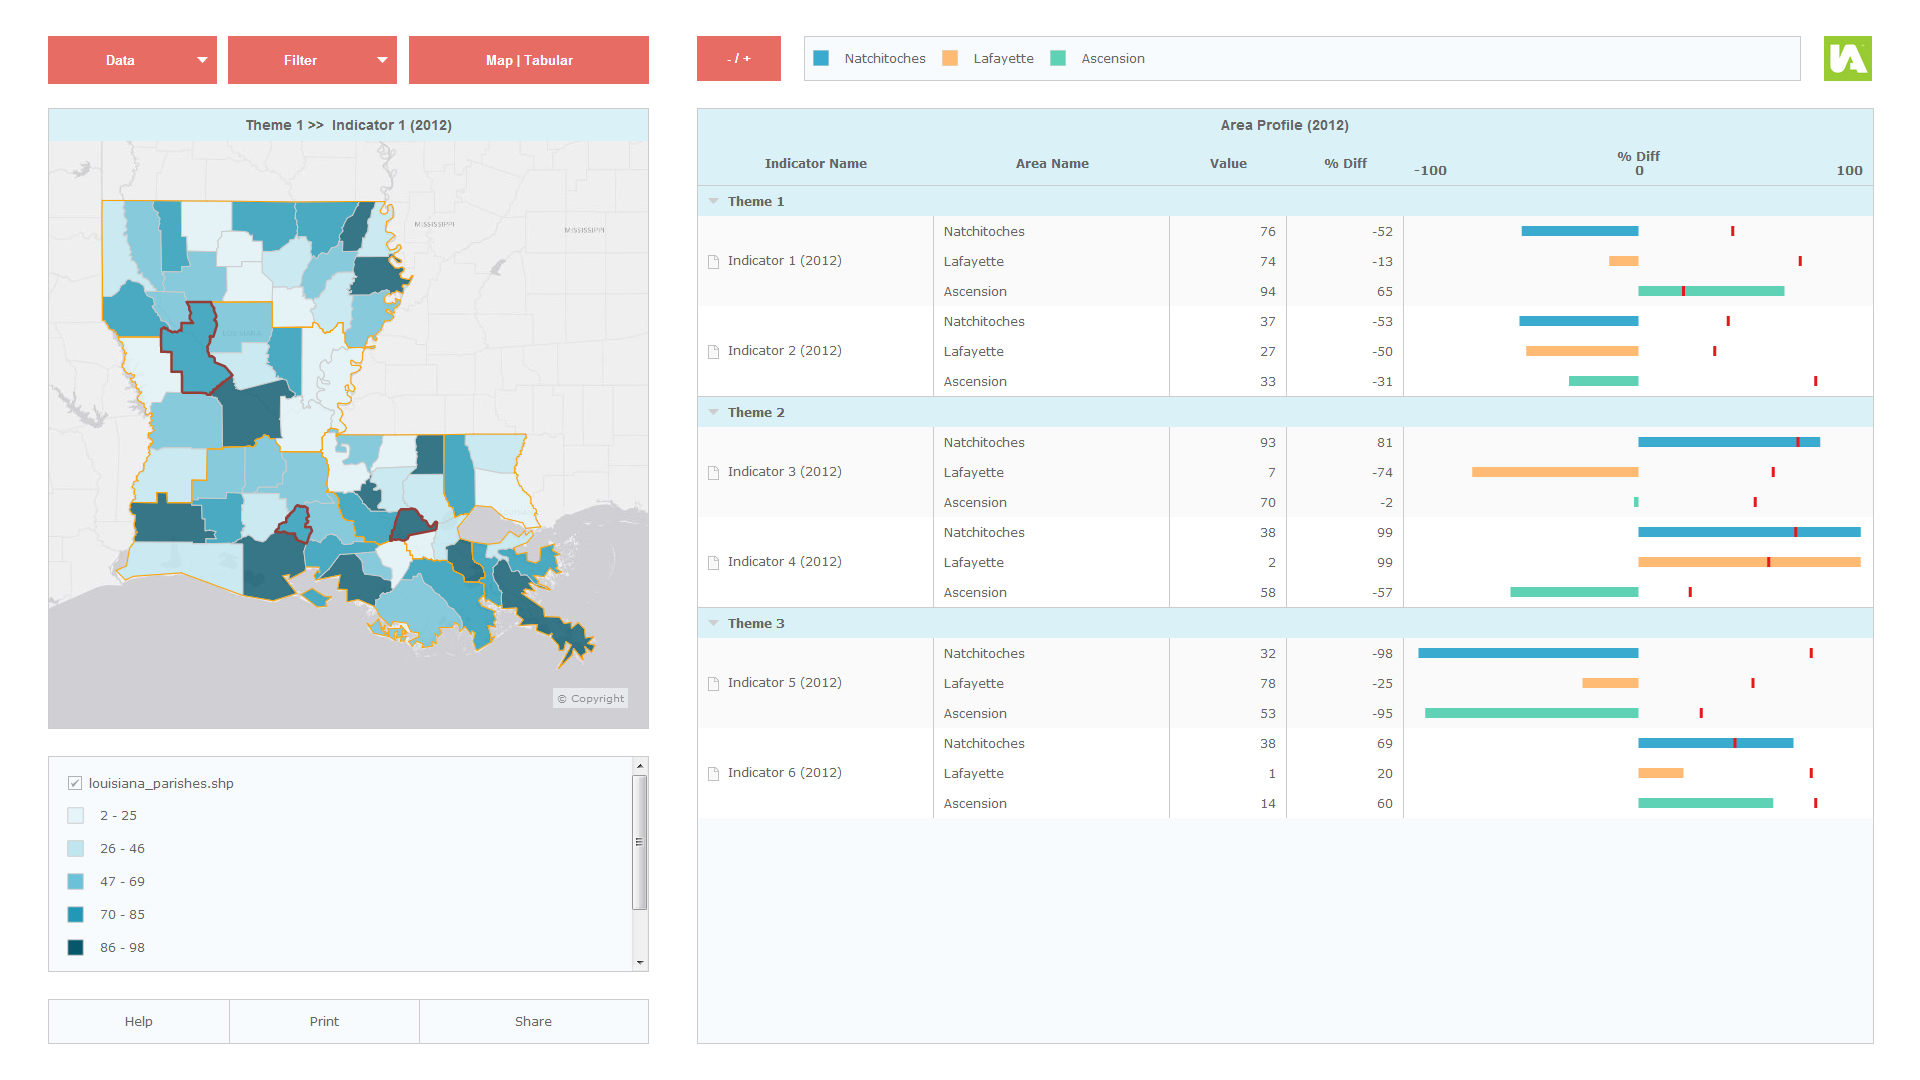 Data
Filter
Map | Tabular
- / +
Natchitoches
Lafayette
Ascension
Theme 1 >> Indicator 1 (2012)
MISSISSIPPI
MISSISSIPPI
LOUISIANA
© Copyright
louisiana_parishes.shp
2 - 25
26 - 46
47 - 69
70 - 85
86 - 98
Help
Print
Share
Area Profile (2012)
Indicator Name Area Name Value % Diff % Diff
-100 0 100
Theme 1
Indicator 1 (2012)
Natchitoches 76 -52
Lafayette 74 -13
Ascension 94 65
Indicator 2 (2012)
Natchitoches 37 -53
Lafayette 27 -50
Ascension 33 -31
Theme 2
Indicator 3 (2012)
Natchitoches 93 81
Lafayette 7 -74
Ascension 70 -2
Indicator 4 (2012)
Natchitoches 38 99
Lafayette 2 99
Ascension 58 -57
Theme 3
Indicator 5 (2012)
Natchitoches 32 -98
Lafayette 78 -25
Ascension 53 -95
Indicator 6 (2012)
Natchitoches 38 69
Lafayette 1 20
Ascension 14 60